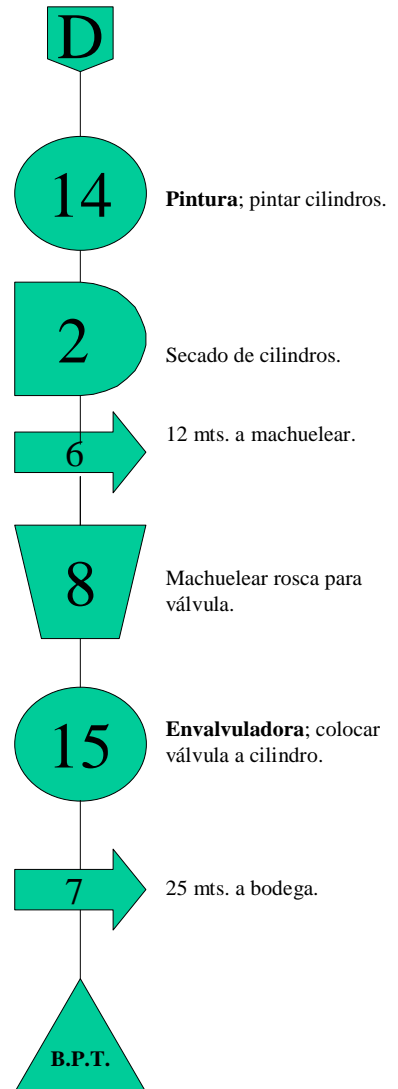 D
14
Pintura; pintar cilindros.
2
Secado de cilindros.
6
12 mts. a machuelear.
8
Machuelear rosca para
válvula.
15
Envalvuladora; colocar
válvula a cilindro.
7
25 mts. a bodega.
B.P.T.